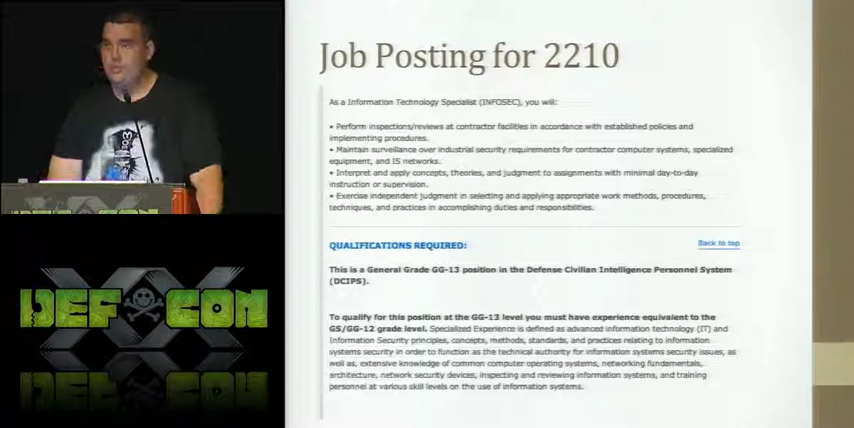 Job Posting for 2210
As a Information Technology Specialist (INFOSEC), you will:
• Perform inspections/reviews at contractor facilities in accordance with established policies and
implementing procedures.
• Maintain surveillance over industrial security requirements for contractor computer systems, specialized
equipment, and IS networks.
• Interpret and apply concepts, theories, and judgment to assignments with minimal day-to-day
instruction or supervision.
• Exercise independent judgment in selecting and applying appropriate work methods, procedures,
techniques, and practices in accomplishing duties and responsibilities.
QUALIFICATIONS REQUIRED:
Back to top
This is a General Grade GG-13 position in the Defense Civilian Intelligence Personnel System
(DCIPS).
To qualify for this position at the GG-13 level you must have experience equivalent to the
GS/GG-12 grade level. Specialized Experience is defined as advanced information technology (IT) and
Information Security principles, concepts, methods, standards, and practices relating to information
systems security in order to function as the technical authority for information systems security issues, as
well as, extensive knowledge of common computer operating systems, networking fundamentals,
architecture, network security devices, inspecting and reviewing information systems, and training
personnel at various skill levels on the use of information systems.
XX
DEF CON